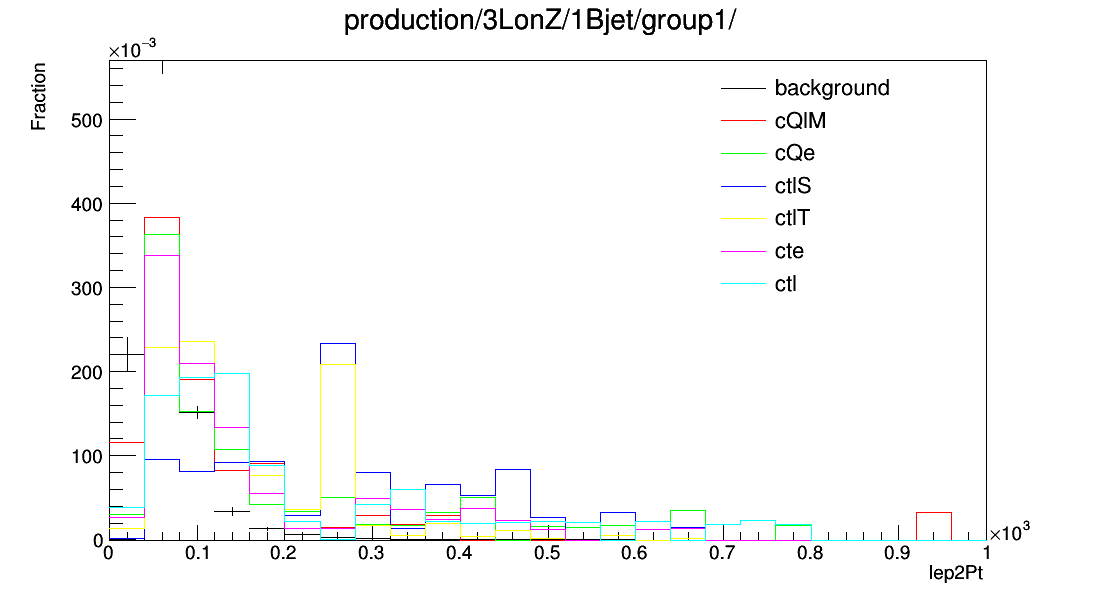 production/3LonZ/1Bjet/group1/
×10⁻³
Fraction
500
400
300
200
100
0
background
cQlM
cQe
ctlS
ctlT
cte
ctl
0 0.1 0.2 0.3 0.4 0.5 0.6 0.7 0.8 0.9 1
×10³
lep2Pt